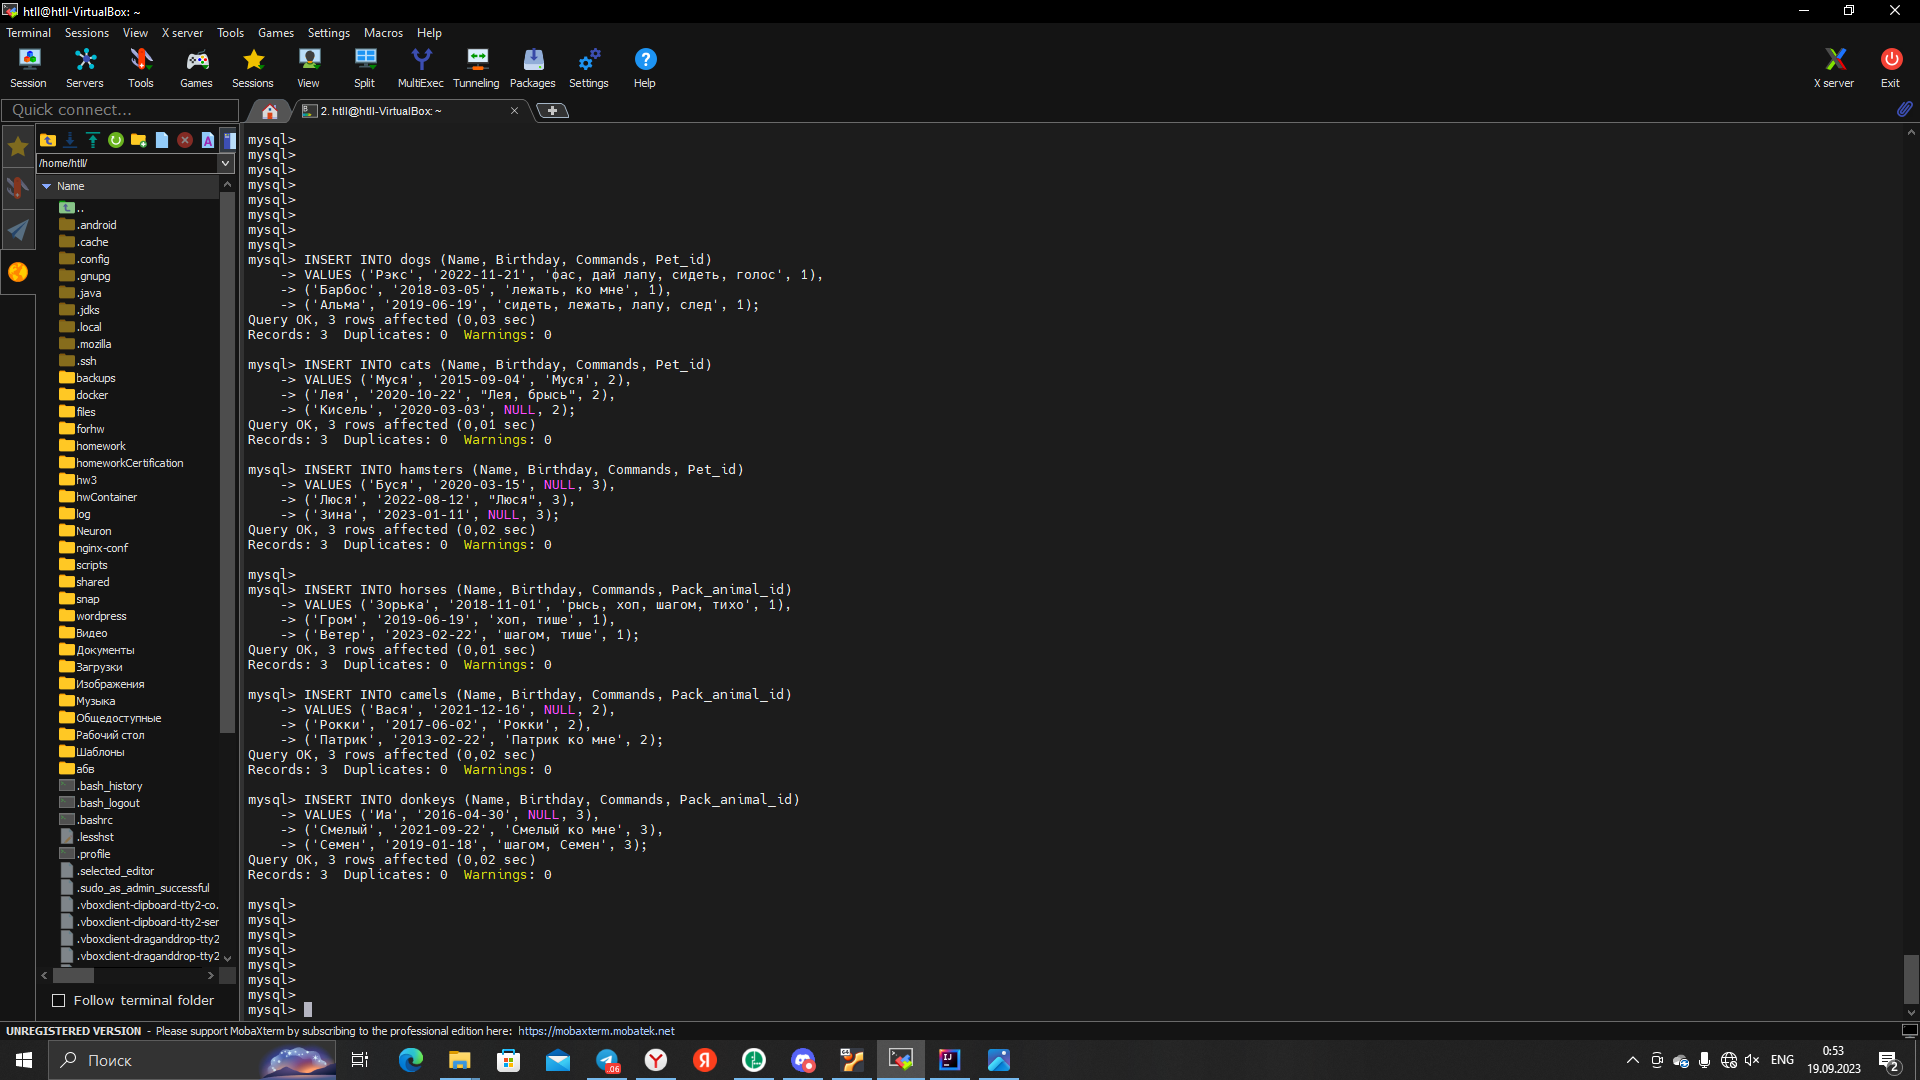 htll@htll-VirtualBox: ~
Terminal Sessions View X server Tools Games Settings Macros Help
Session Servers Tools Games Sessions View Split MultiExec Tunneling Packages Settings Help X server Exit
Quick connect...
2. htll@htll-VirtualBox: ~
/home/htll/
Name
..
.android
.cache
.config
.gnupg
.java
.jdks
.local
.mozilla
.ssh
backups
docker
files
forhw
homework
homeworkCertification
hw3
hwContainer
log
Neuron
nginx-conf
scripts
shared
snap
wordpress
Видео
Документы
Загрузки
Изображения
Музыка
Общедоступные
Рабочий стол
Шаблоны
абв
.bash_history
.bash_logout
.bashrc
.lesshst
.profile
.selected_editor
.sudo_as_admin_successful
.vboxclient-clipboard-tty2-co.
.vboxclient-clipboard-tty2-ser
.vboxclient-draganddrop-tty2
.vboxclient-draganddrop-tty2
Follow terminal folder
mysql>
mysql>
mysql>
mysql>
mysql>
mysql>
mysql>
mysql>
mysql> INSERT INTO dogs (Name, Birthday, Commands, Pet_id)
-> VALUES ('Рэкс', '2022-11-21', 'фас, дай лапу, сидеть, голос', 1),
-> ('Барбос', '2018-03-05', 'лежать, ко мне', 1),
-> ('Альма', '2019-06-19', 'сидеть, лежать, лапу, след', 1);
Query OK, 3 rows affected (0,03 sec)
Records: 3  Duplicates: 0  Warnings: 0

mysql> INSERT INTO cats (Name, Birthday, Commands, Pet_id)
-> VALUES ('Муся', '2015-09-04', 'Муся', 2),
-> ('Лея', '2020-10-22', "Лея, брысь", 2),
-> ('Кисель', '2020-03-03', NULL, 2);
Query OK, 3 rows affected (0,01 sec)
Records: 3  Duplicates: 0  Warnings: 0

mysql> INSERT INTO hamsters (Name, Birthday, Commands, Pet_id)
-> VALUES ('Буся', '2020-03-15', NULL, 3),
-> ('Люся', '2022-08-12', "Люся", 3),
-> ('Зина', '2023-01-11', NULL, 3);
Query OK, 3 rows affected (0,02 sec)
Records: 3  Duplicates: 0  Warnings: 0

mysql>
mysql> INSERT INTO horses (Name, Birthday, Commands, Pack_animal_id)
-> VALUES ('Зорька', '2018-11-01', 'рысь, хоп, шагом, тихо', 1),
-> ('Гром', '2019-06-19', 'хоп, тише', 1),
-> ('Ветер', '2023-02-22', 'шагом, тише', 1);
Query OK, 3 rows affected (0,01 sec)
Records: 3  Duplicates: 0  Warnings: 0

mysql> INSERT INTO camels (Name, Birthday, Commands, Pack_animal_id)
-> VALUES ('Вася', '2021-12-16', NULL, 2),
-> ('Рокки', '2017-06-02', 'Рокки', 2),
-> ('Патрик', '2013-02-22', 'Патрик ко мне', 2);
Query OK, 3 rows affected (0,02 sec)
Records: 3  Duplicates: 0  Warnings: 0

mysql> INSERT INTO donkeys (Name, Birthday, Commands, Pack_animal_id)
-> VALUES ('Иа', '2016-04-30', NULL, 3),
-> ('Смелый', '2021-09-22', 'Смелый ко мне', 3),
-> ('Семен', '2019-01-18', 'шагом, Семен', 3);
Query OK, 3 rows affected (0,02 sec)
Records: 3  Duplicates: 0  Warnings: 0

mysql>
mysql>
mysql>
mysql>
mysql>
mysql>
mysql>
mysql>
UNREGISTERED VERSION - Please support MobaXterm by subscribing to the professional edition here: https://mobaxterm.mobatek.net
Поиск
ENG
0:53
19.09.2023
2